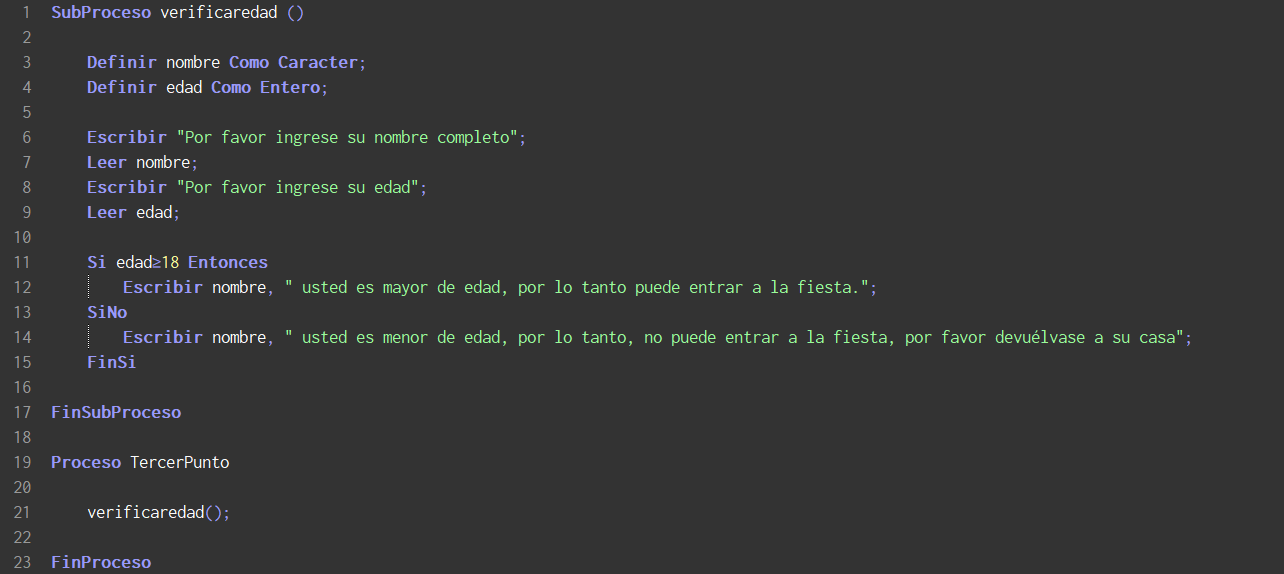 1 SubProceso verificaredad ()
2
3 Definir nombre Como Caracter;
4 Definir edad Como Entero;
5
6 Escribir "Por favor ingrese su nombre completo";
7 Leer nombre;
8 Escribir "Por favor ingrese su edad";
9 Leer edad;
10
11 Si edad≥18 Entonces
12 Escribir nombre, " usted es mayor de edad, por lo tanto puede entrar a la fiesta.";
13 SiNo
14 Escribir nombre, " usted es menor de edad, por lo tanto, no puede entrar a la fiesta, por favor devuélvase a su casa";
15 FinSi
16
17 FinSubProceso
18
19 Proceso TercerPunto
20
21 verificaredad();
22
23 FinProceso